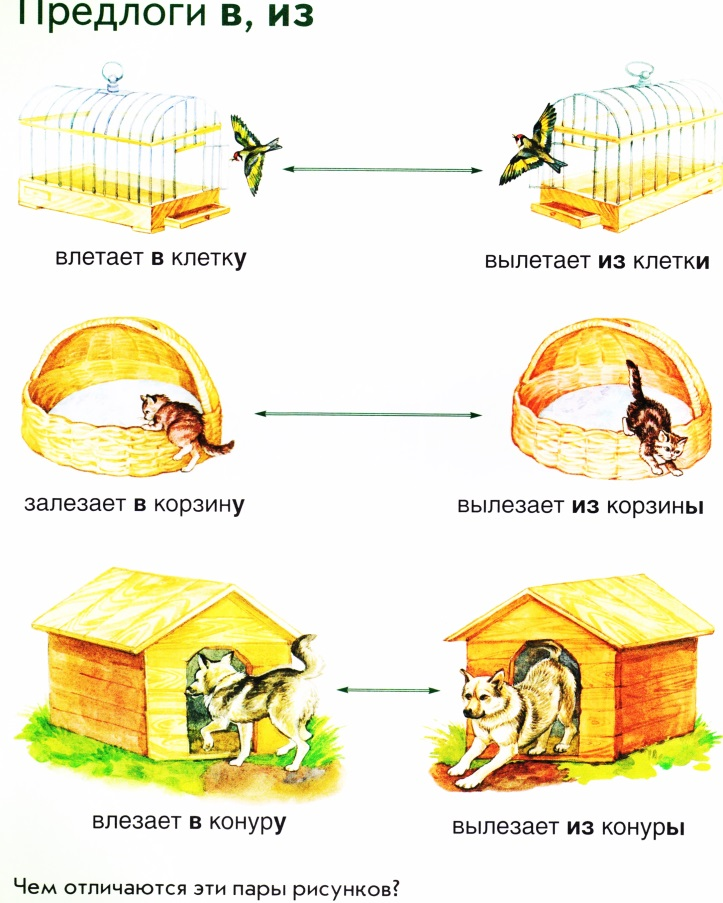 Предлоги в, из
влетает в клетку
вылетает из клетки
залезает в корзину
вылезает из корзины
влезает в конуру
вылезает из конуры
Чем отличаются эти пары рисунков?